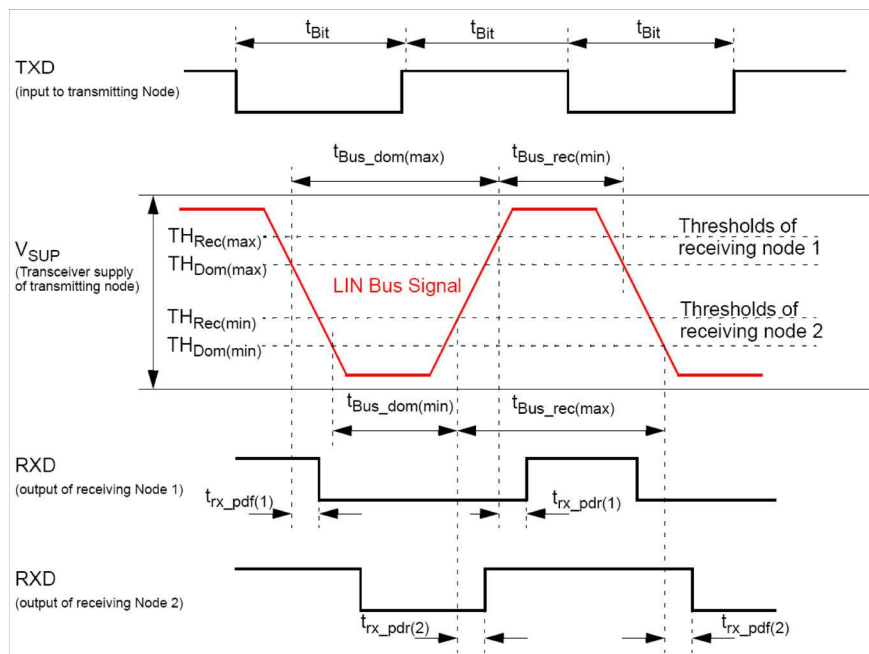 tBit tBit tBit
TXD
(input to transmitting Node)
tBus_dom(max) tBus_rec(min)
VSUP
(Transceiver supply
of transmitting node)
THRec(max)
THDom(max)
THRec(min)
THDom(min)
LIN Bus Signal
Thresholds of
receiving node 1
Thresholds of
receiving node 2
tBus_dom(min) tBus_rec(max)
RXD
(output of receiving Node 1)
trx_pdf(1) trx_pdr(1)
RXD
(output of receiving Node 2)
trx_pdr(2) trx_pdf(2)